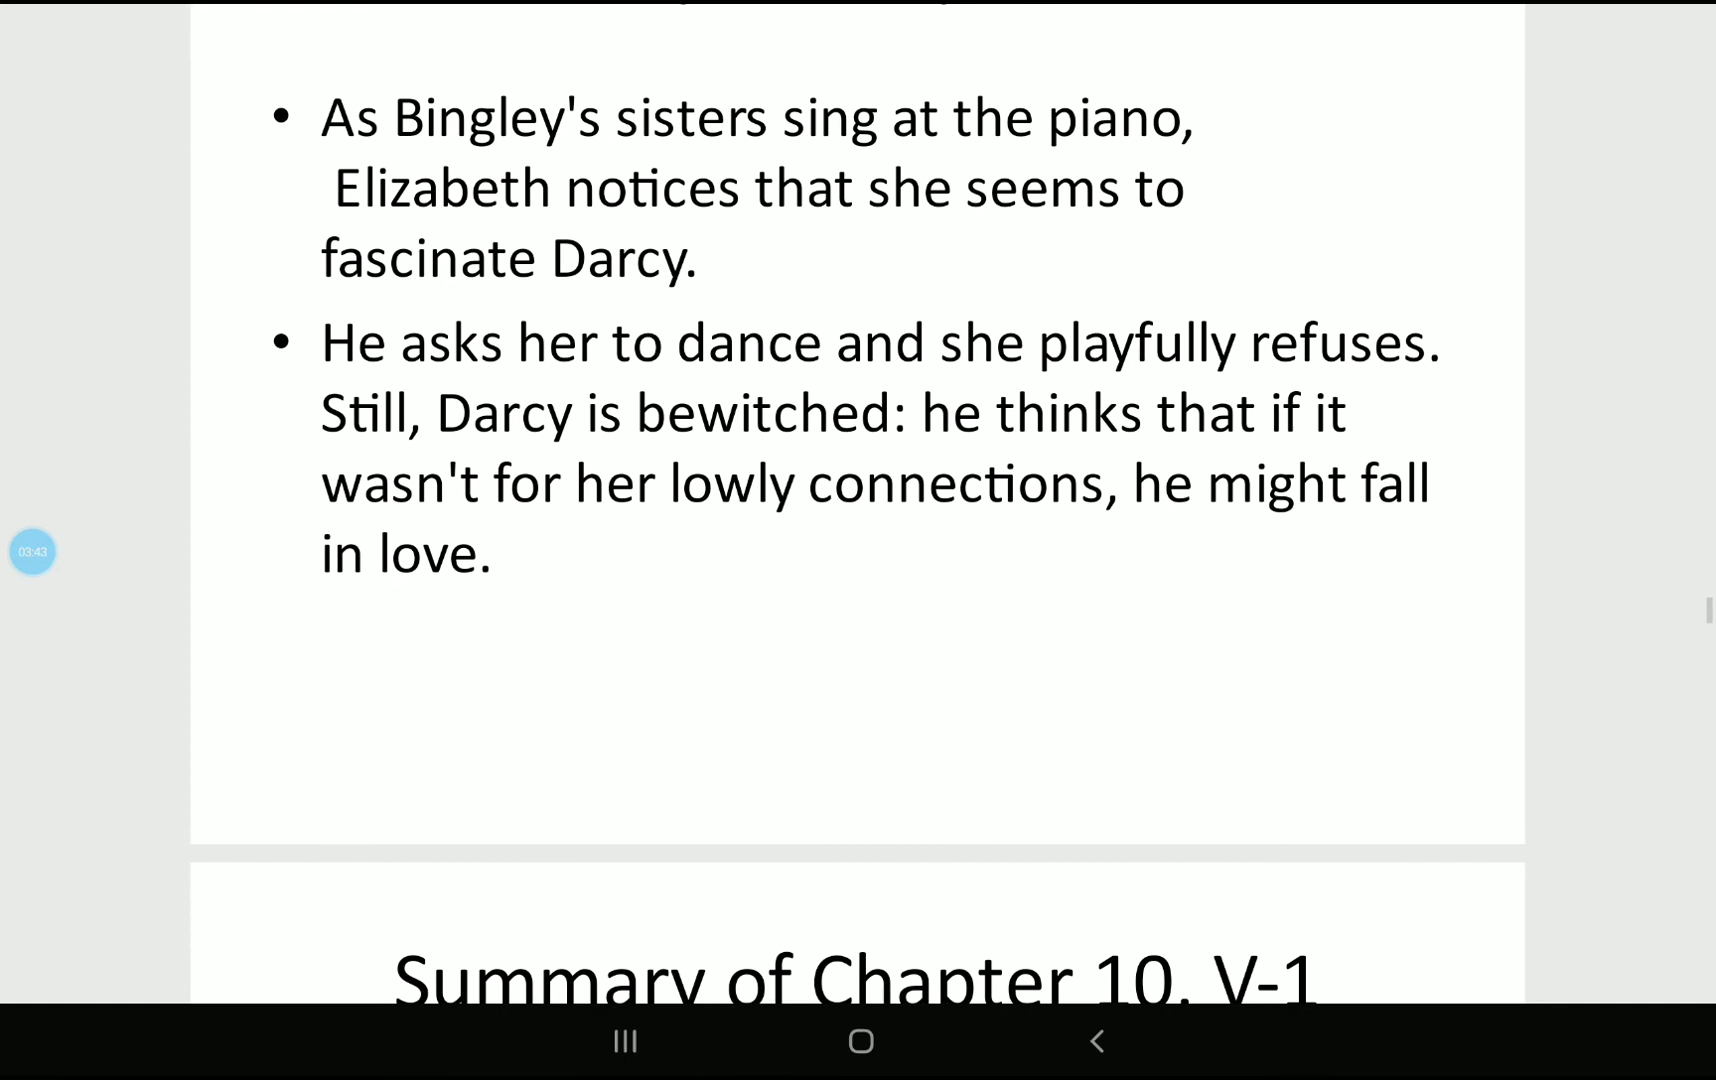 • As Bingley's sisters sing at the piano,
Elizabeth notices that she seems to
fascinate Darcy.
• He asks her to dance and she playfully refuses.
Still, Darcy is bewitched: he thinks that if it
wasn't for her lowly connections, he might fall
in love.
03:43
Summary of Chapter 10, V-1